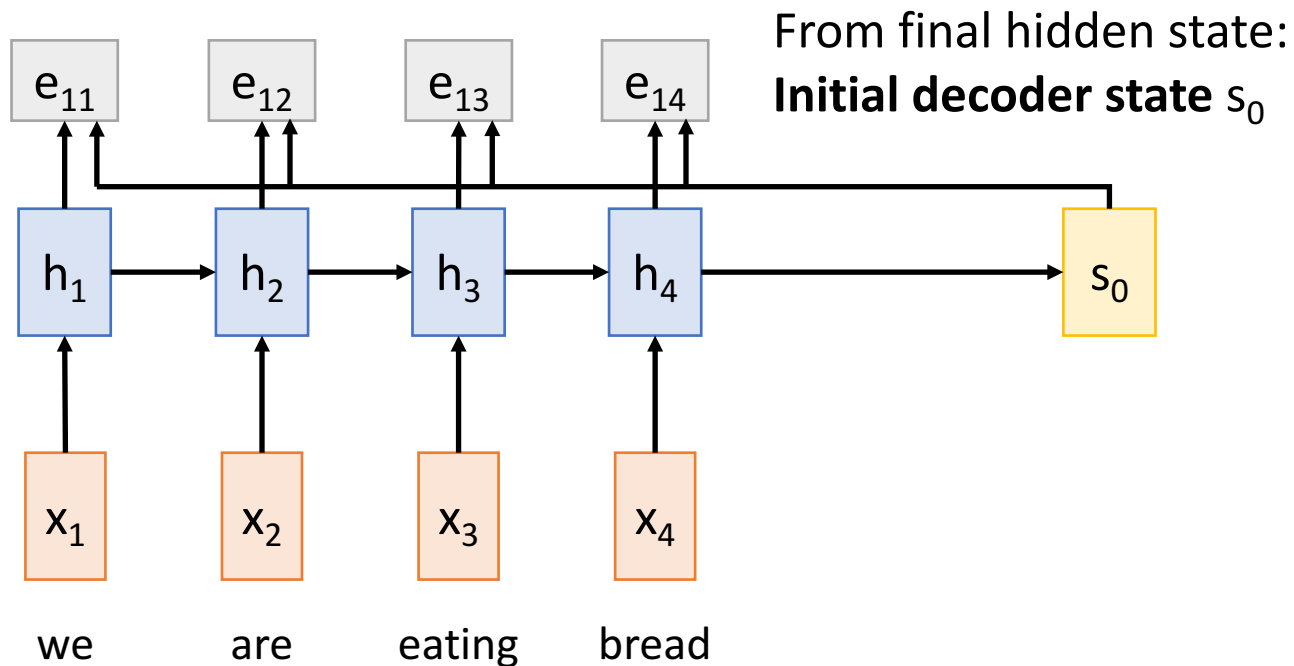 From final hidden state:
Initial decoder state s₀
e₁₁ e₁₂ e₁₃ e₁₄
h₁ h₂ h₃ h₄ s₀
x₁ x₂ x₃ x₄
we are eating bread